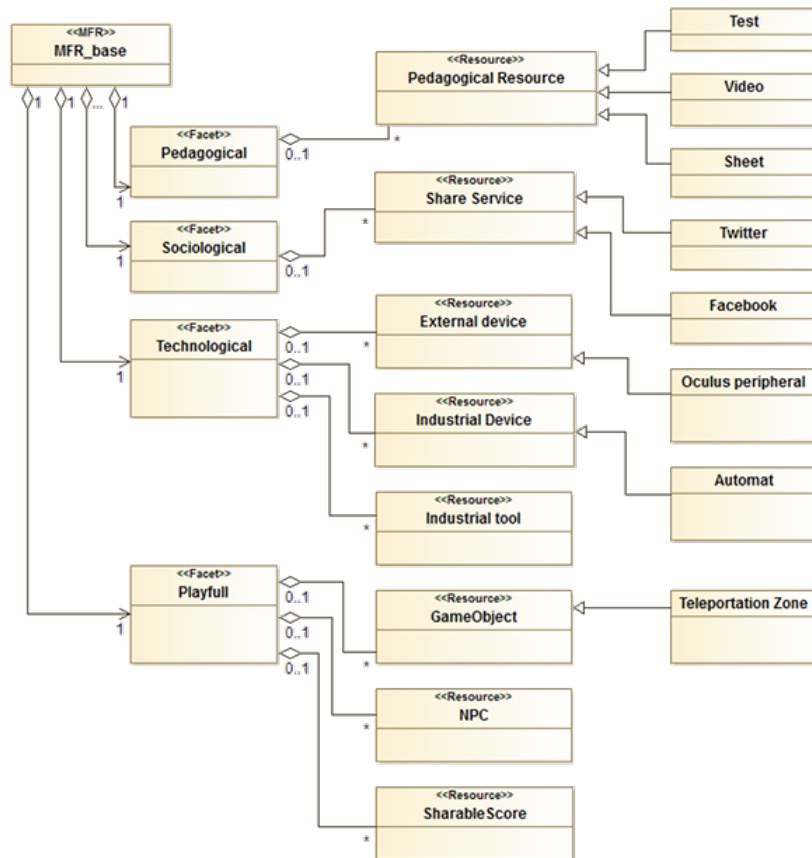 <<MFR>>
MFR_base
1
1
...
1
<<Facet>>
Pedagogical
0..1
*
1
<<Resource>>
Pedagogical Resource
Test
Video
Sheet
<<Facet>>
Sociological
0..1
*
1
<<Resource>>
Share Service
Twitter
Facebook
<<Facet>>
Technological
0..1
*
0..1
*
0..1
*
1
<<Resource>>
External device
Oculus peripheral
<<Resource>>
Industrial Device
Automat
<<Resource>>
Industrial tool
<<Facet>>
Playfull
0..1
*
0..1
*
0..1
*
1
<<Resource>>
GameObject
Teleportation Zone
<<Resource>>
NPC
<<Resource>>
SharableScore